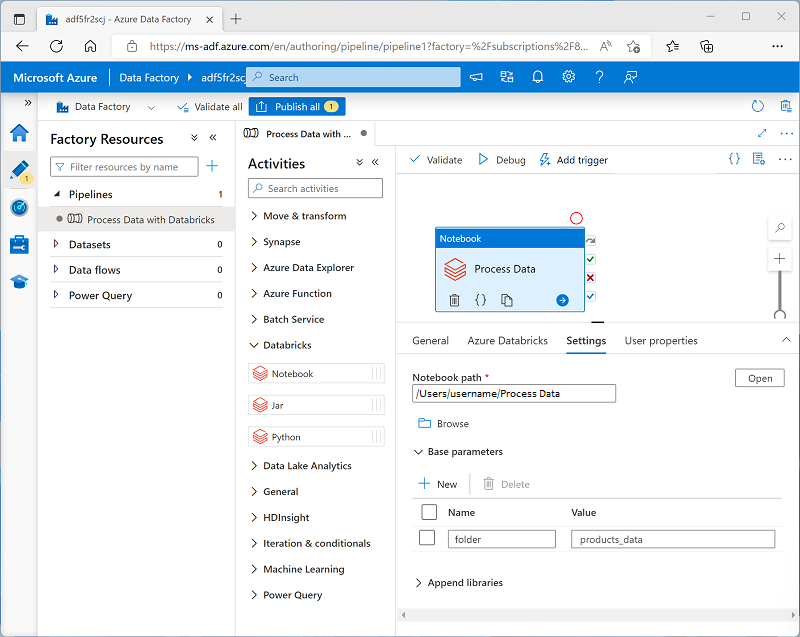 adf5fr2scj - Azure Data Factory
https://ms-adf.azure.com/en/authoring/pipeline/pipeline1?factory=%2Fsubscriptions%2F8...
Microsoft Azure
Data Factory
adf5fr2scj
Search
Data Factory
Validate all
Publish all
1
Factory Resources
Filter resources by name
1
Pipelines
1
Process Data with Databricks
Datasets
0
Data flows
0
Power Query
0
Process Data with ...
Activities
Search activities
Move & transform
Synapse
Azure Data Explorer
Azure Function
Batch Service
Databricks
Notebook
Jar
Python
Data Lake Analytics
General
HDInsight
Iteration & conditionals
Machine Learning
Power Query
Validate
Debug
Add trigger
Notebook
Process Data
General
Azure Databricks
Settings
User properties
Notebook path *
Open
/Users/username/Process Data
Browse
Base parameters
New
Delete
Name
Value
folder
products_data
Append libraries